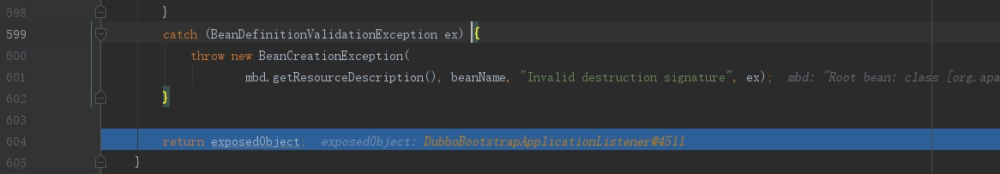 598 }
599 catch (BeanDefinitionValidationException ex) {
600 throw new BeanCreationException(
601 mbd.getResourceDescription(), beanName, "Invalid destruction signature", ex); mbd: "Root bean: class [org.apa
602 }
603
604 return exposedObject; exposedObject: DubboBootstrapApplicationListener@4511
605 }